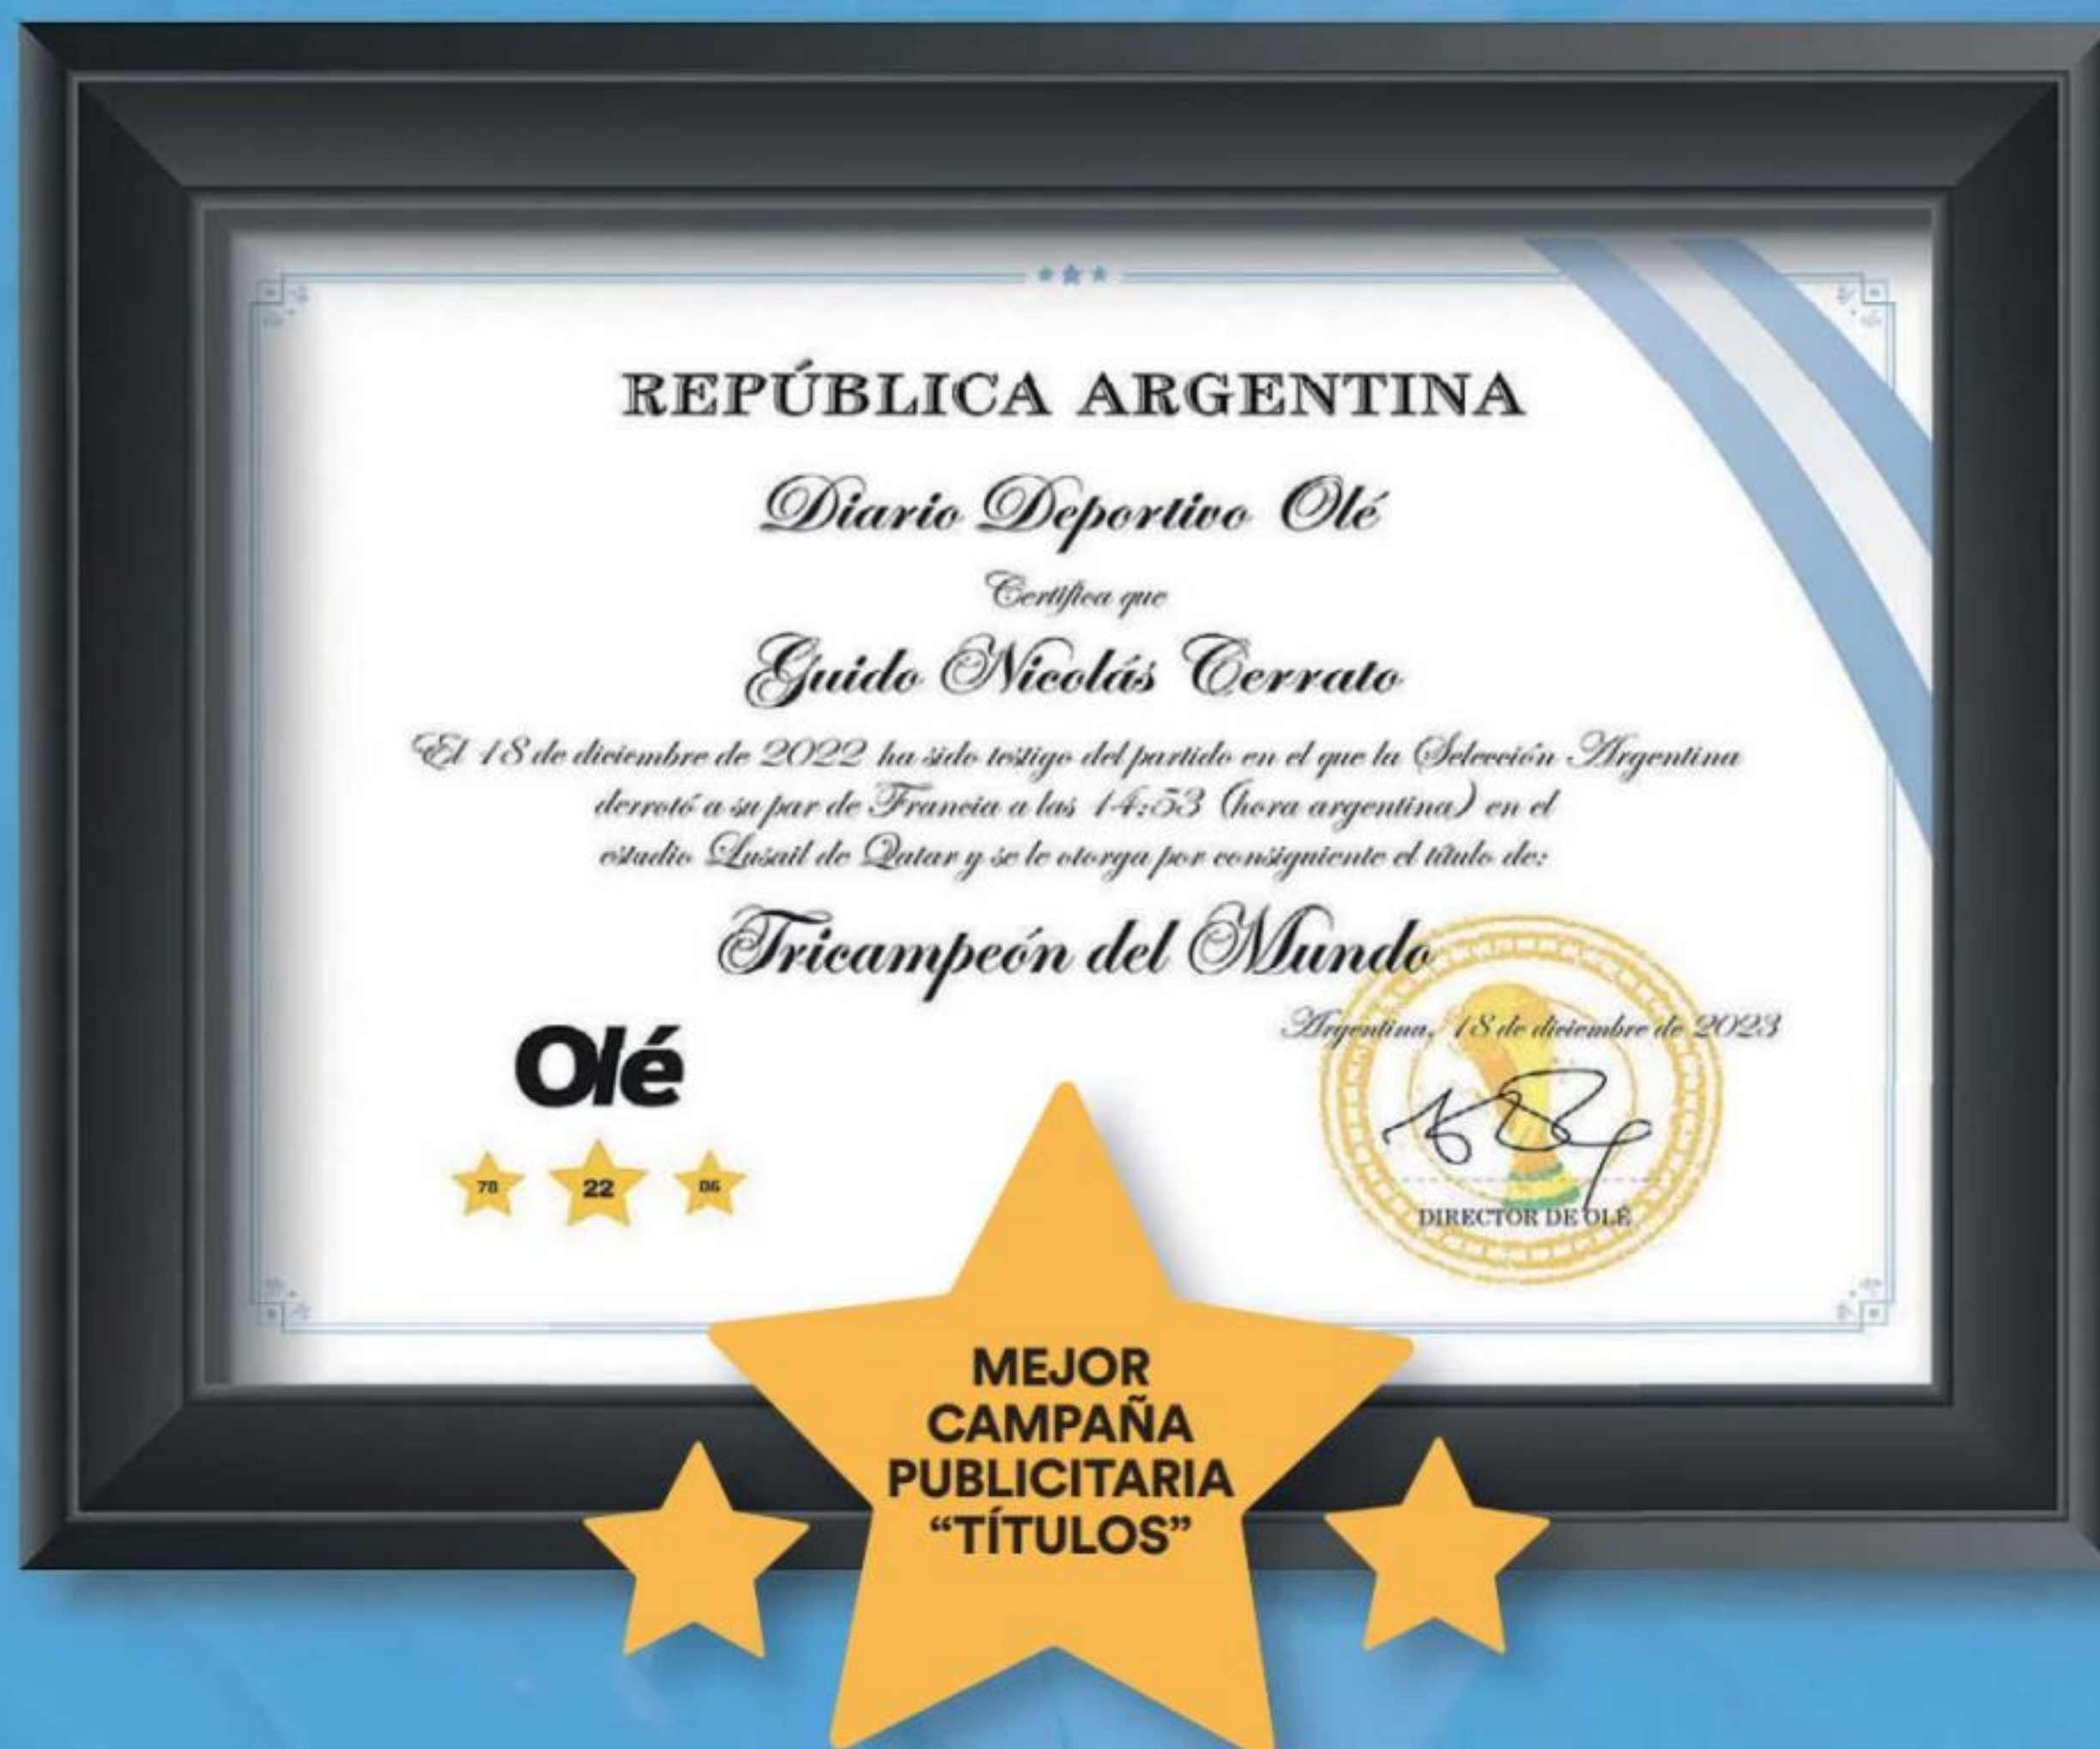 REPÚBLICA ARGENTINA
Diario Deportivo Olé
Certifica que
Guido Nicolás Cerrato
El 18 de diciembre de 2022 ha sido testigo del partido en el que la Selección Argentina
derrotó a su par de Francia a las 14:53 (hora argentina) en el
estadio Lusail de Qatar y se le otorga por consiguiente el título de:
Tricampeón del Mundo
Argentina, 18 de diciembre de 2023
Olé
78 22 86
DIRECTOR DE OLÉ
MEJOR
CAMPAÑA
PUBLICITARIA
“TÍTULOS”